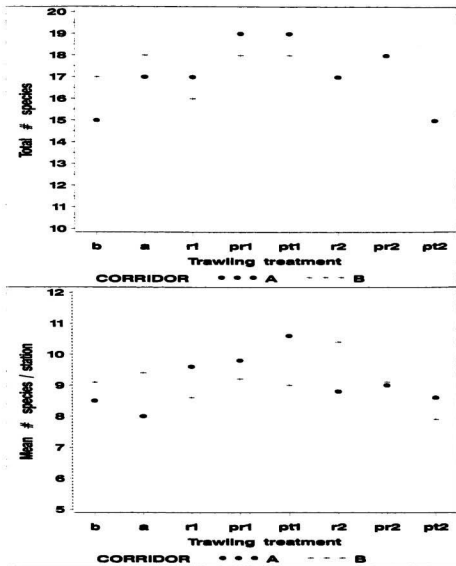 Total # species
20
19
18
17
16
15
14
13
12
11
10
b a r1 pr1 pt1 r2 pr2 pt2
Trawling treatment
CORRIDOR A B
Mean # species/station
12
11
10
9
8
7
6
5
b a r1 pr1 pt1 r2 pr2 pt2
Trawling treatment
CORRIDOR A B